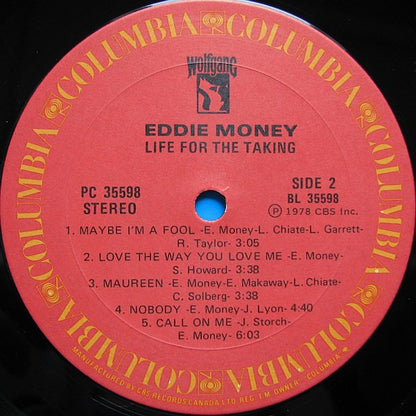 COLUMBIA COLUMBIA COLUMBIA COLUMBIA COLUMBIA COLUMBIA
wolfgang
EDDIE MONEY
LIFE FOR THE TAKING
PC 35598
STEREO
SIDE 2
BL 35598
Ⓟ 1978 CBS Inc.
1. MAYBE I'M A FOOL -E. Money-L. Chiate-L. Garrett-
R. Taylor- 3:05
2. LOVE THE WAY YOU LOVE ME -E. Money-
S. Howard- 3:38
3. MAUREEN -E. Money-E. Makaway-L. Chiate-
C. Solberg- 3:38
4. NOBODY -E. Money-J. Lyon- 4:40
5. CALL ON ME -J. Storch-
E. Money- 6:03
MANUFACTURED BY CBS RECORDS CANADA LTD. REG. T.M. OWNER "COLUMBIA"